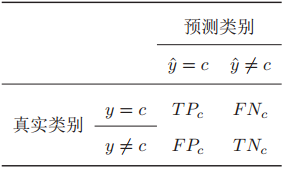 预测类别
ŷ = c ŷ ≠ c
真实类别
y = c TP_c FN_c
y ≠ c FP_c TN_c